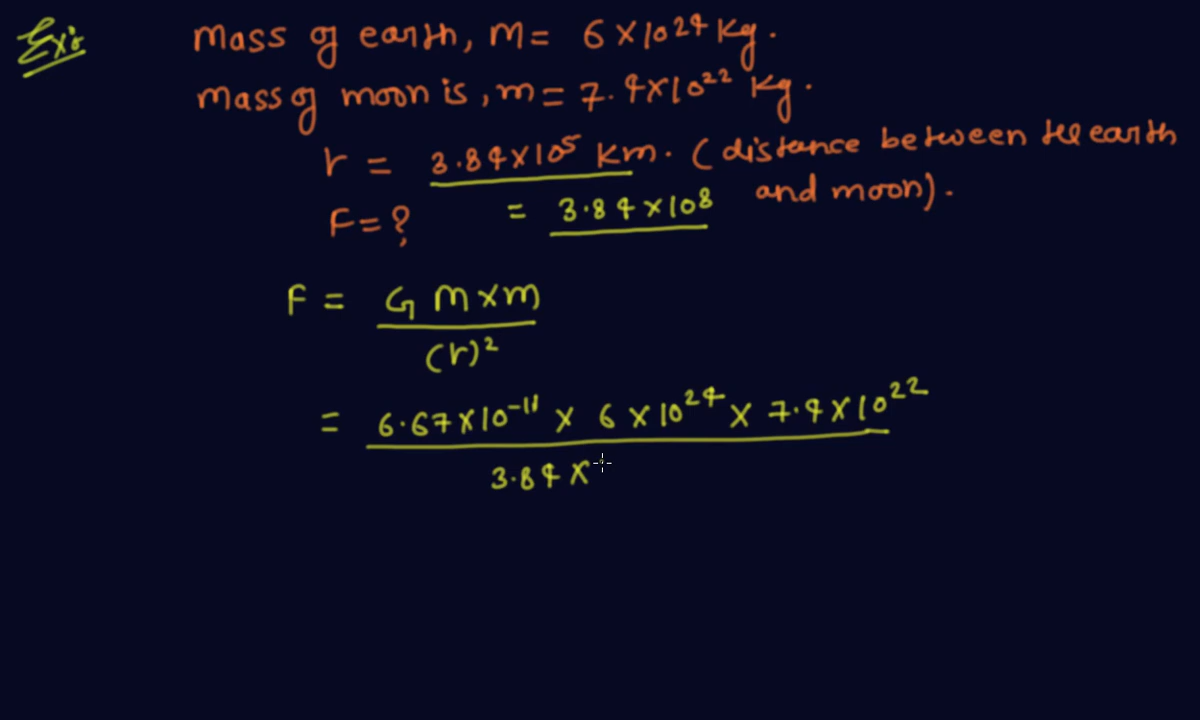 Ex:
Mass of earth, M = 6 × 10²⁴ Kg.
Mass of moon is, m = 7.4 × 10²² Kg.
r = 3.84 × 10⁵ Km. (distance between the earth and moon).
F = ? = 3.84 × 10⁸
F = G M × m / (r)²
= 6.67 × 10⁻¹¹ × 6 × 10²⁴ × 7.4 × 10²² / 3.84 ×